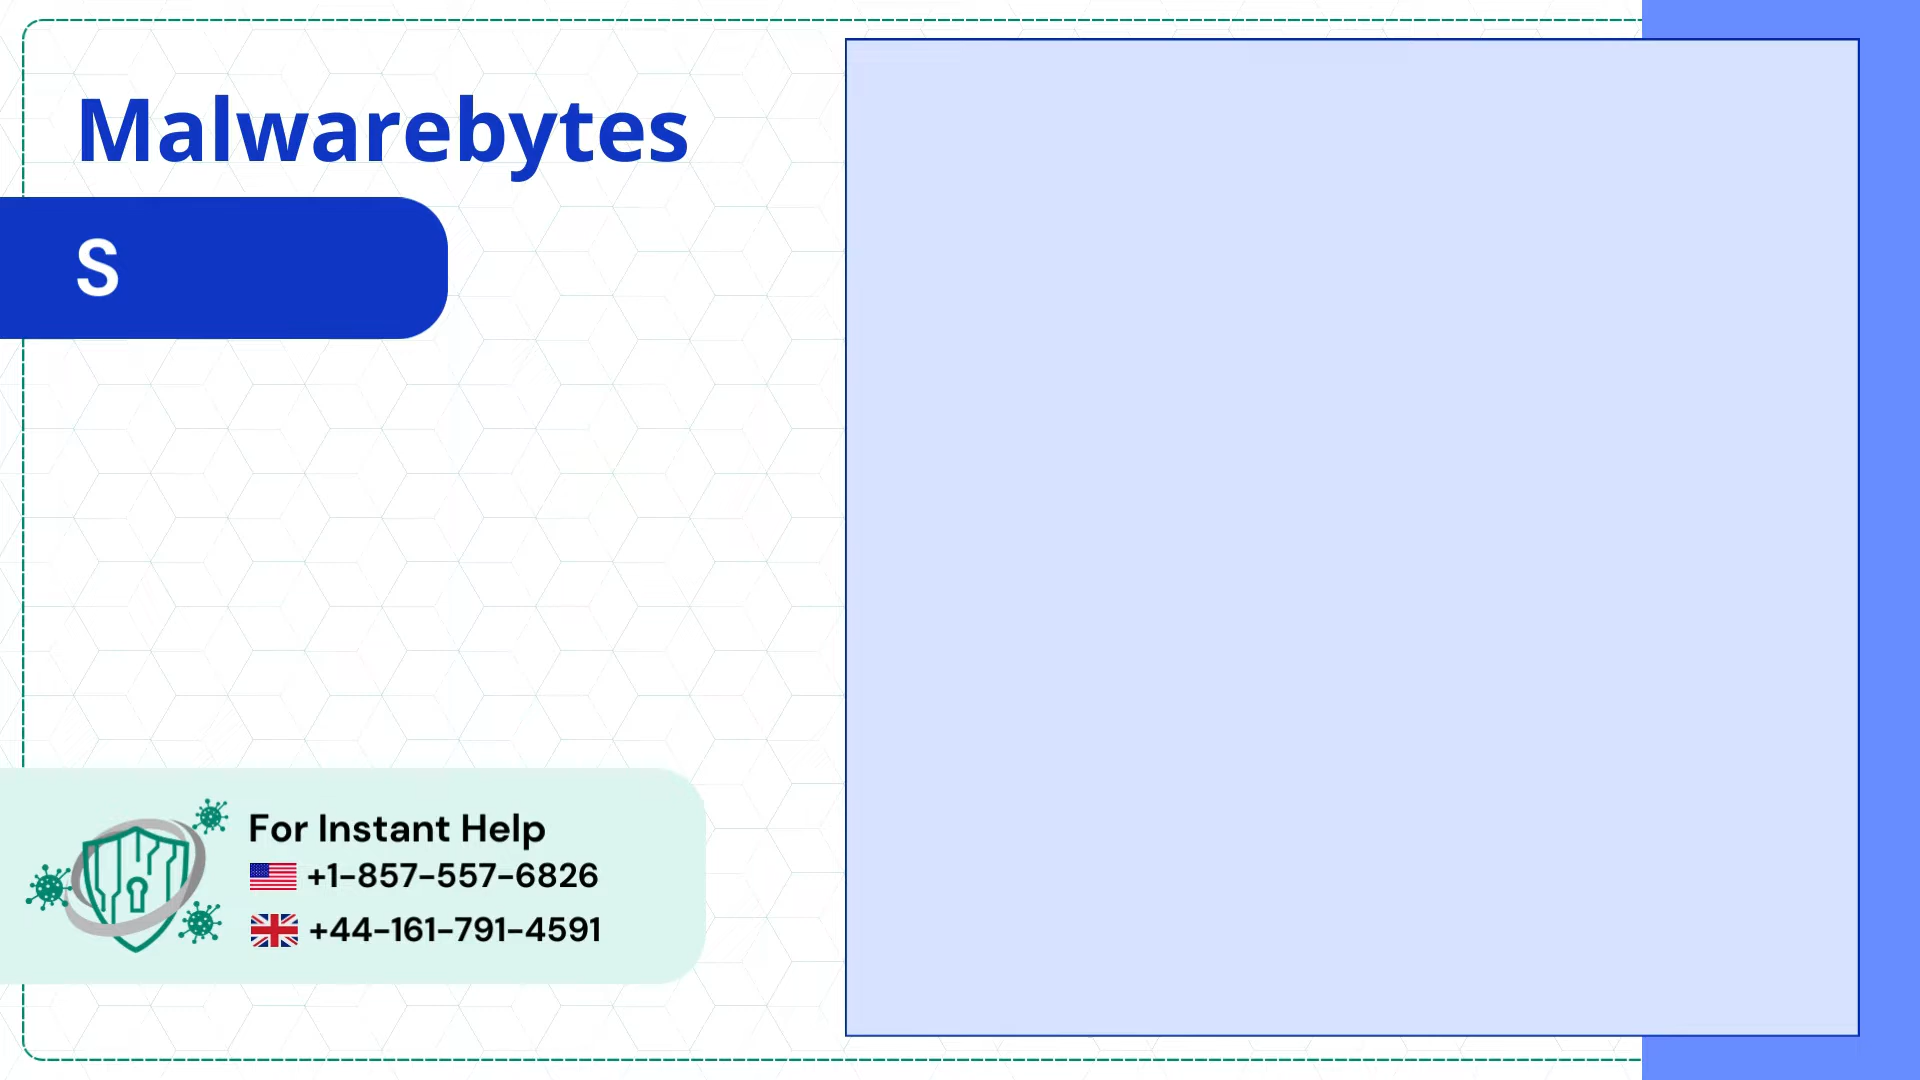 Malwarebytes
S
For Instant Help
+1-857-557-6826
+44-161-791-4591